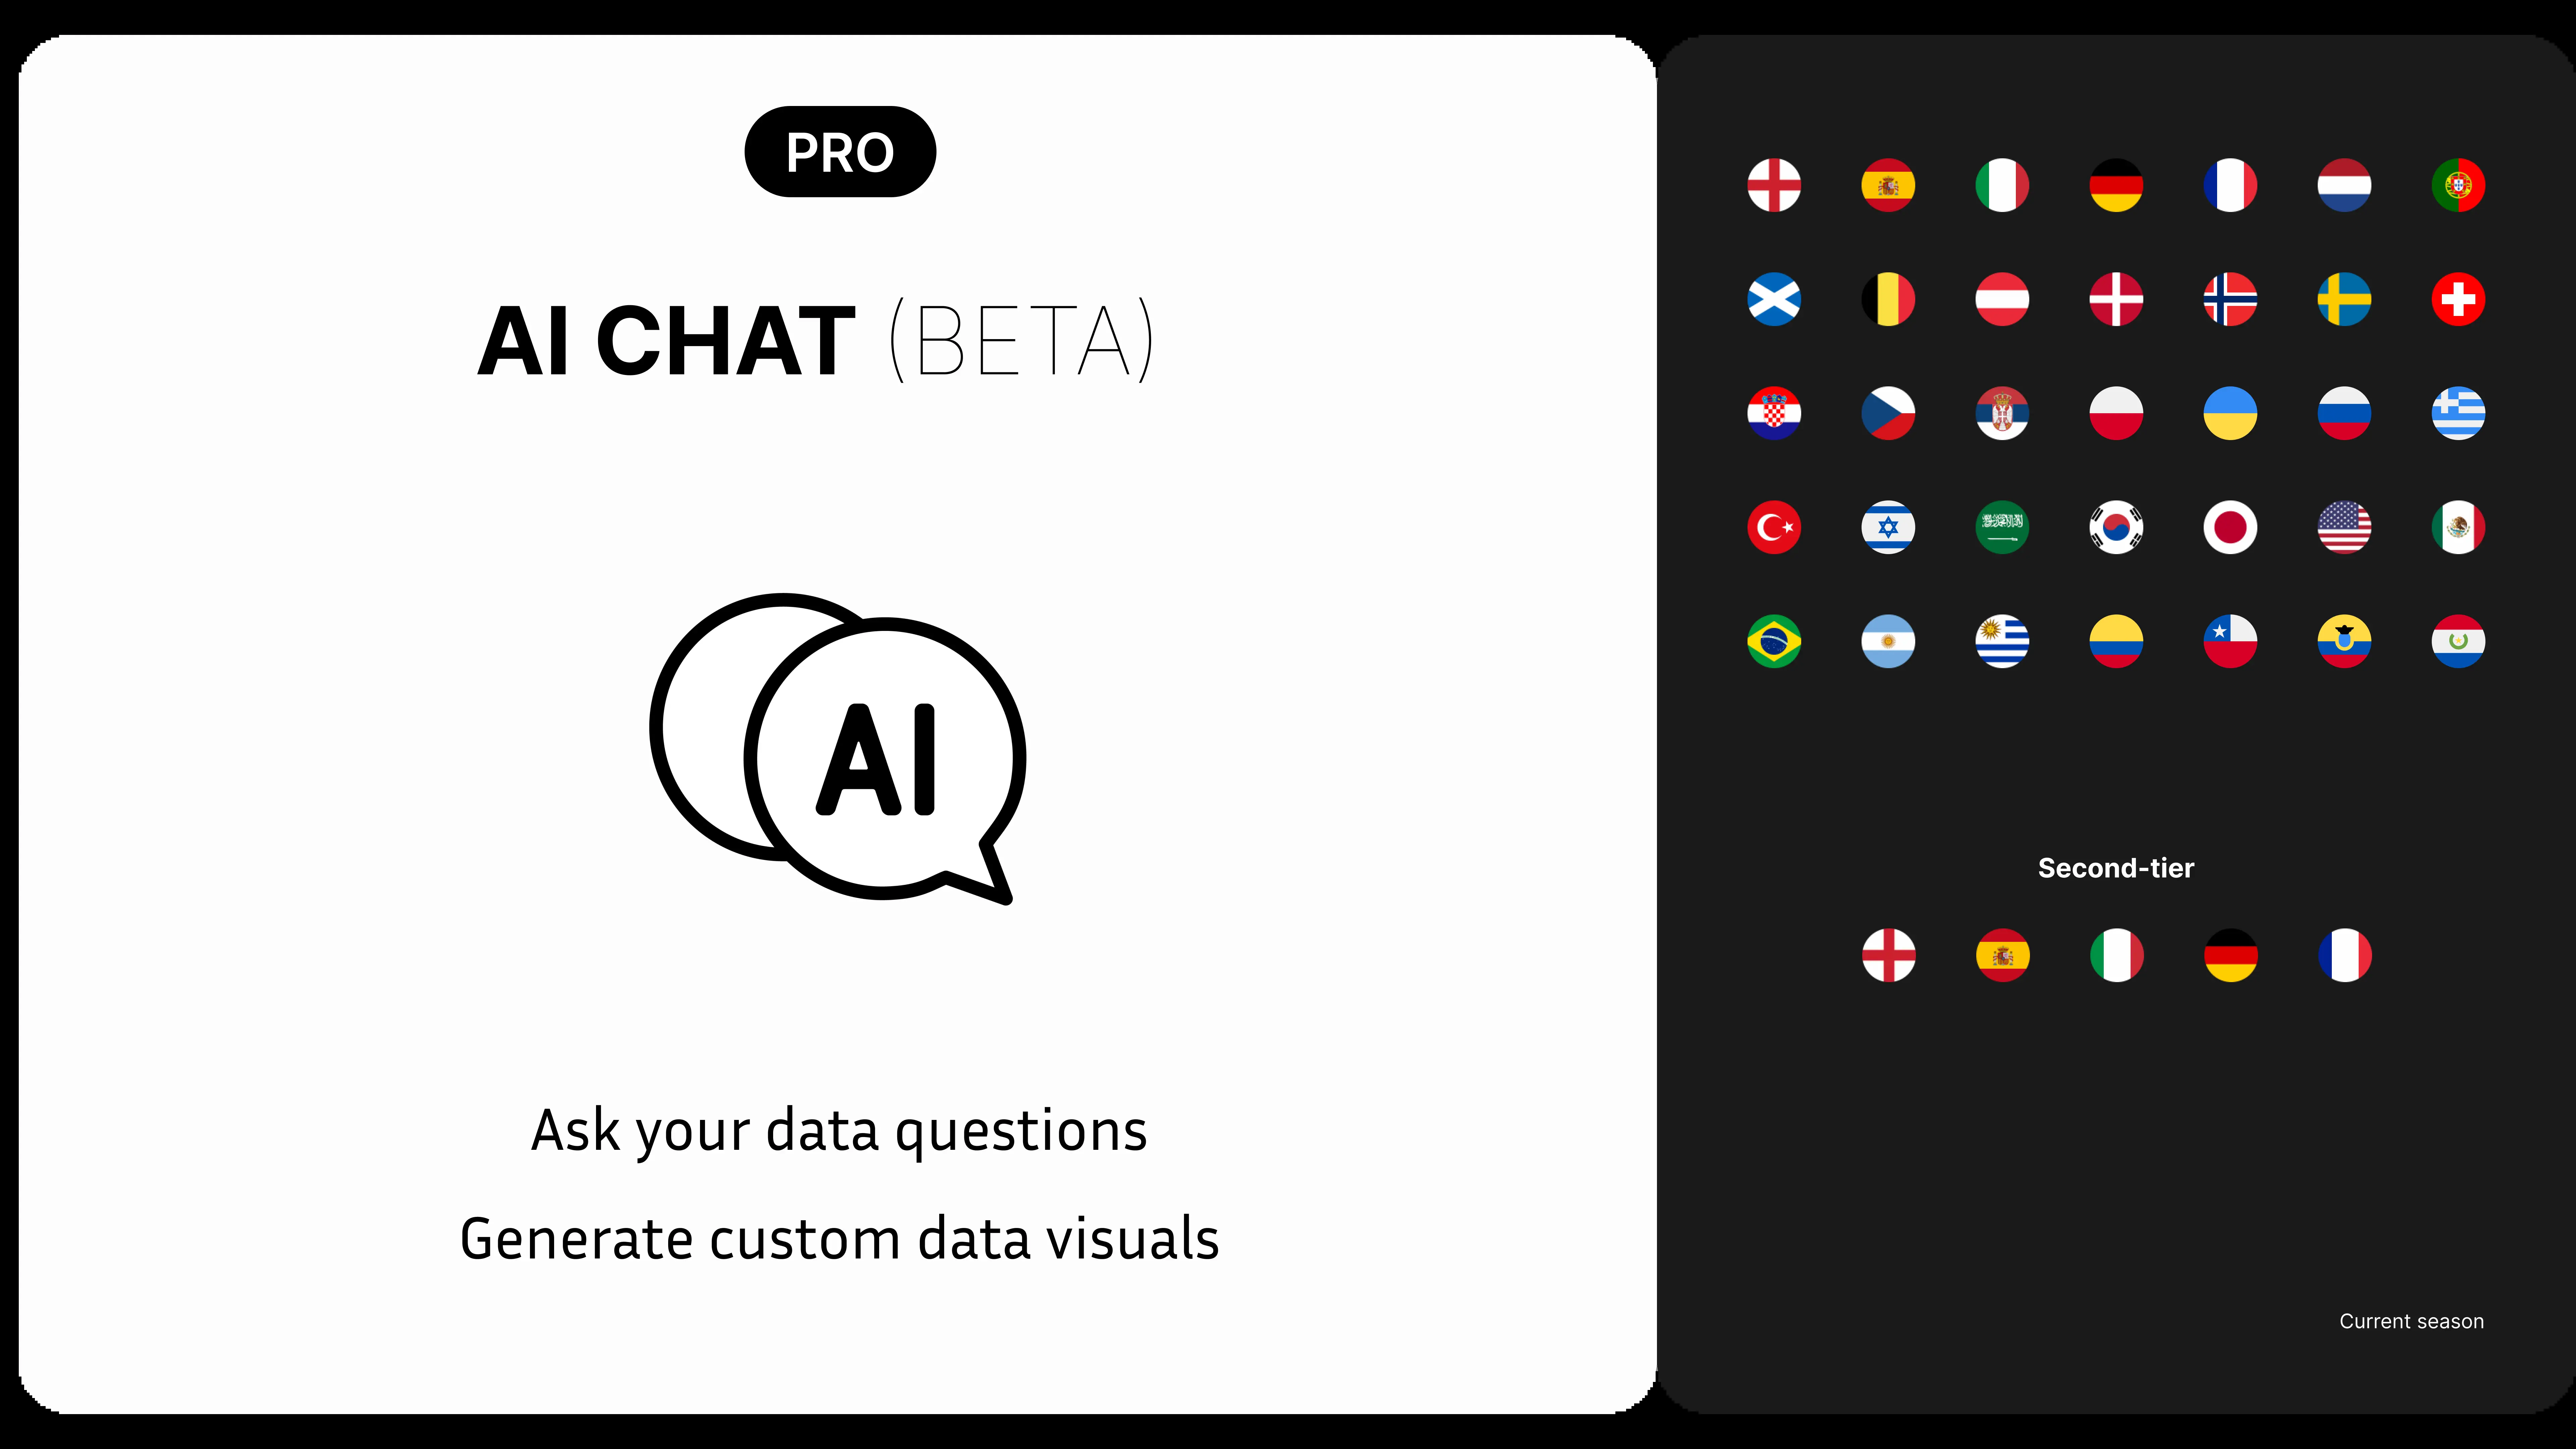 PRO
AI CHAT (BETA)
AI
Ask your data questions
Generate custom data visuals
Second-tier
Current season